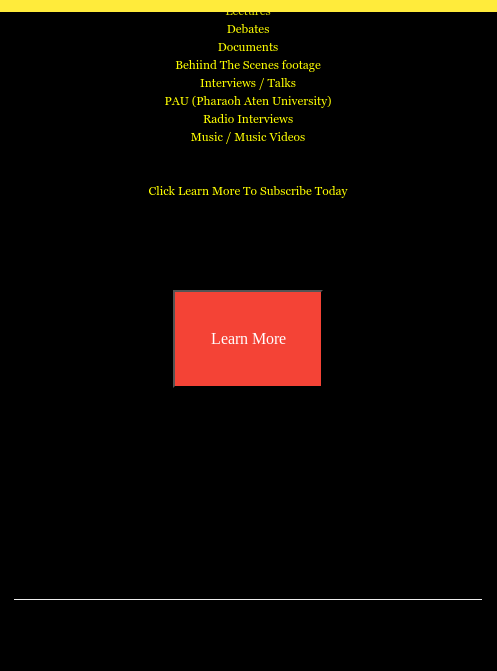 Lectures
Debates
Documents
Behiind The Scenes footage
Interviews / Talks
PAU (Pharaoh Aten University)
Radio Interviews
Music / Music Videos
Click Learn More To Subscribe Today
Learn More